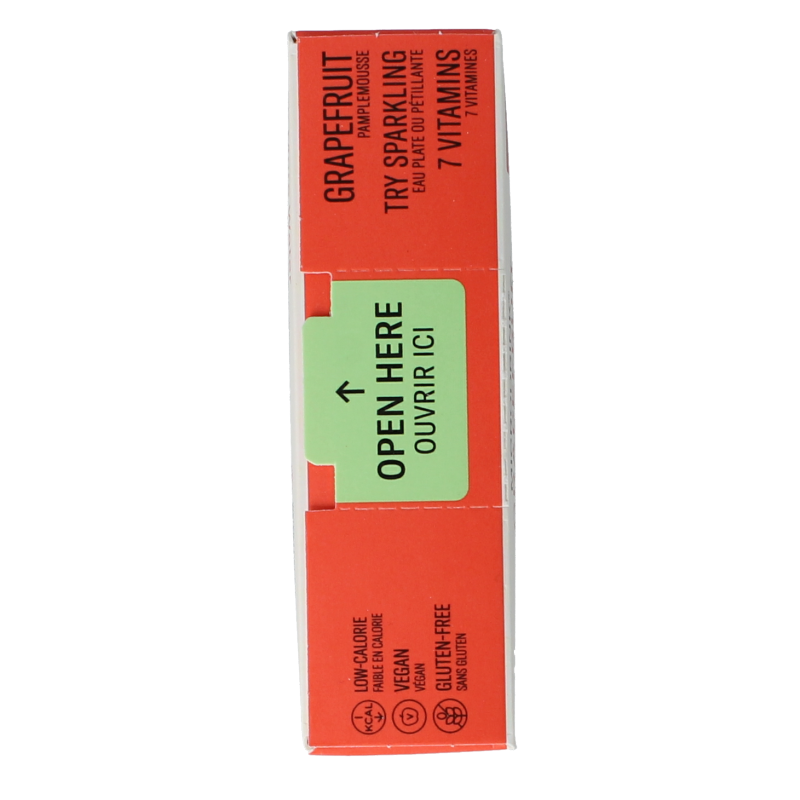 LOW-CALORIE
FAIBLE EN CALORIE
VEGAN
VÉGAN
GLUTEN-FREE
SANS GLUTEN
KCAL
V
OPEN HERE
OUVRIR ICI
GRAPEFRUIT
PAMPLEMOUSSE
TRY SPARKLING
EAU PLATE OU PÉTILLANTE
7 VITAMINS
7 VITAMINES